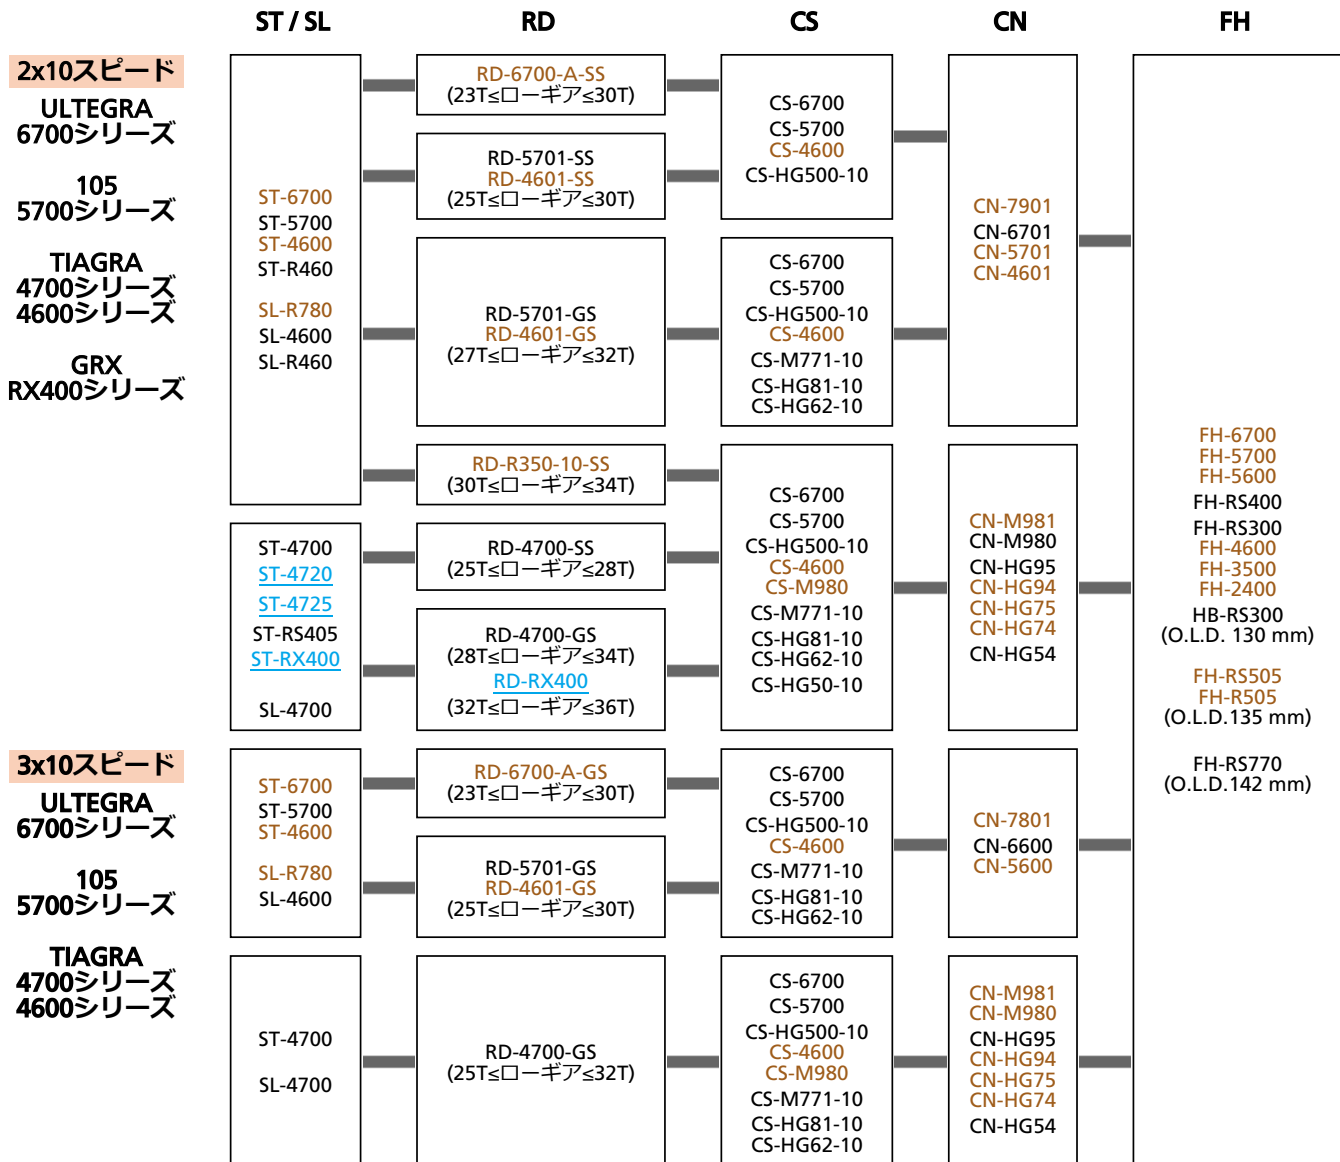 ST / SL
RD
CS
CN
FH
2x10スピード
ULTEGRA
6700シリーズ
105
5700シリーズ
TIAGRA
4700シリーズ
4600シリーズ
GRX
RX400シリーズ
ST-6700
ST-5700
ST-4600
ST-R460
SL-R780
SL-4600
SL-R460
RD-6700-A-SS
(23T≤ローギア≤30T)
RD-5701-SS
RD-4601-SS
(25T≤ローギア≤30T)
RD-5701-GS
RD-4601-GS
(27T≤ローギア≤32T)
RD-R350-10-SS
(30T≤ローギア≤34T)
CS-6700
CS-5700
CS-4600
CS-HG500-10
CS-6700
CS-5700
CS-HG500-10
CS-4600
CS-M771-10
CS-HG81-10
CS-HG62-10
CN-7901
CN-6701
CN-5701
CN-4601
ST-4700
ST-4720
ST-4725
ST-RS405
ST-RX400
SL-4700
RD-4700-SS
(25T≤ローギア≤28T)
RD-4700-GS
(28T≤ローギア≤34T)
RD-RX400
(32T≤ローギア≤36T)
CS-6700
CS-5700
CS-HG500-10
CS-4600
CS-M980
CS-M771-10
CS-HG81-10
CS-HG62-10
CS-HG50-10
CN-M981
CN-M980
CN-HG95
CN-HG94
CN-HG75
CN-HG74
CN-HG54
FH-6700
FH-5700
FH-5600
FH-RS400
FH-RS300
FH-4600
FH-3500
FH-2400
HB-RS300
(O.L.D. 130 mm)
FH-RS505
FH-R505
(O.L.D.135 mm)
FH-RS770
(O.L.D.142 mm)
3x10スピード
ULTEGRA
6700シリーズ
105
5700シリーズ
TIAGRA
4700シリーズ
4600シリーズ
ST-6700
ST-5700
ST-4600
SL-R780
SL-4600
RD-6700-A-GS
(23T≤ローギア≤30T)
RD-5701-GS
RD-4601-GS
(25T≤ローギア≤30T)
CS-6700
CS-5700
CS-HG500-10
CS-4600
CS-M771-10
CS-HG81-10
CS-HG62-10
CN-7801
CN-6600
CN-5600
ST-4700
SL-4700
RD-4700-GS
(25T≤ローギア≤32T)
CS-6700
CS-5700
CS-HG500-10
CS-4600
CS-M980
CS-M771-10
CS-HG81-10
CS-HG62-10
CN-M981
CN-M980
CN-HG95
CN-HG94
CN-HG75
CN-HG74
CN-HG54